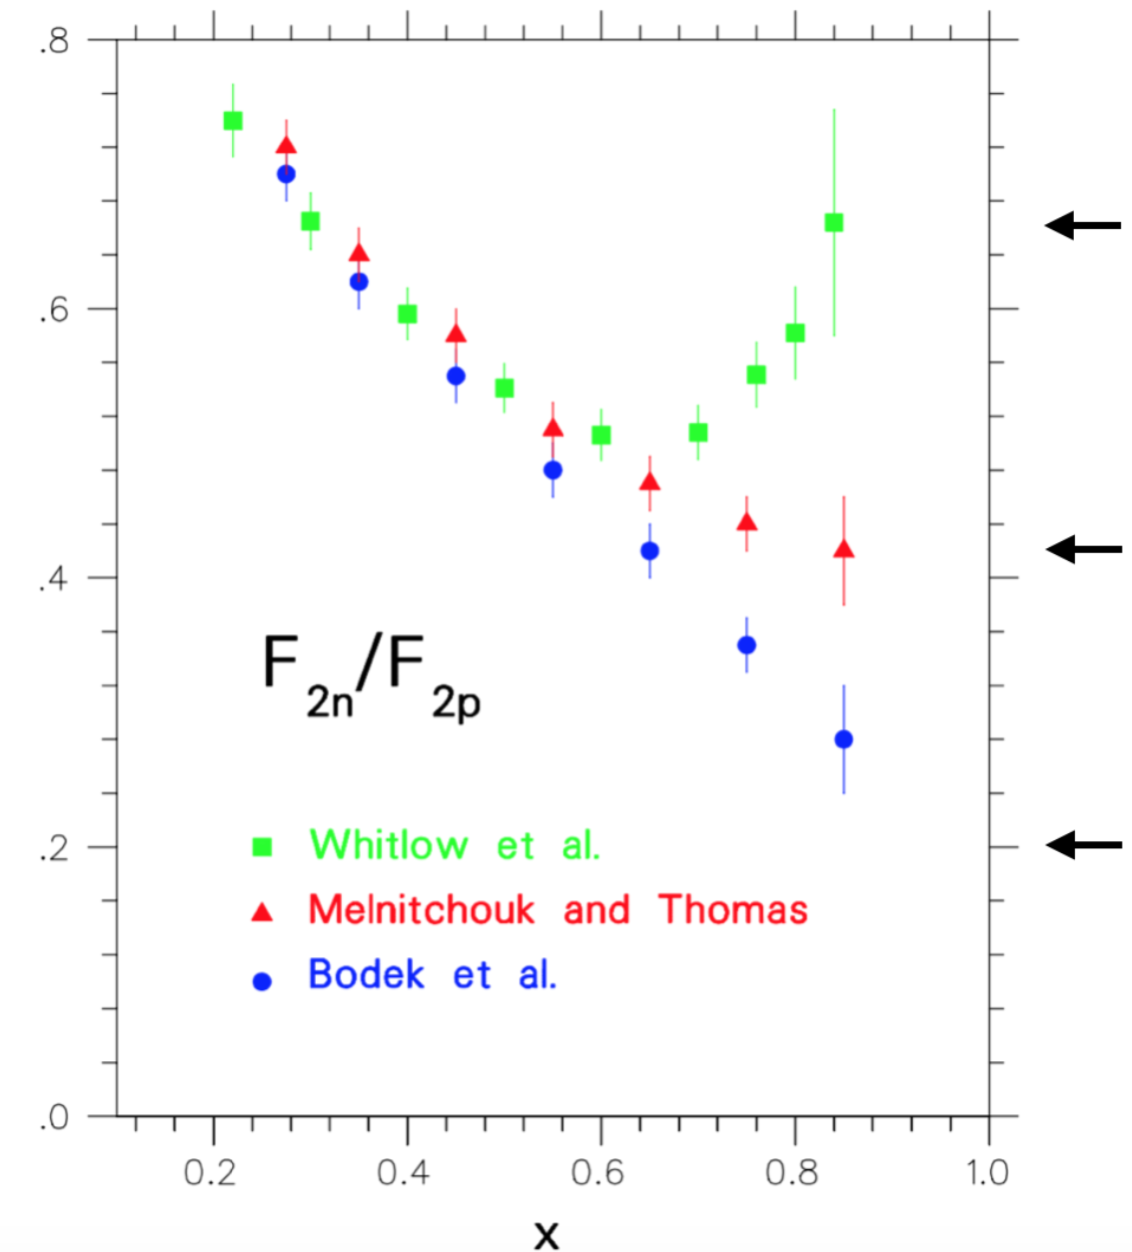 .8
.6
.4
F2n/F2p
.2
Whitlow et al.
Melnitchouk and Thomas
Bodek et al.
.0
0.2 0.4 0.6 0.8 1.0
x